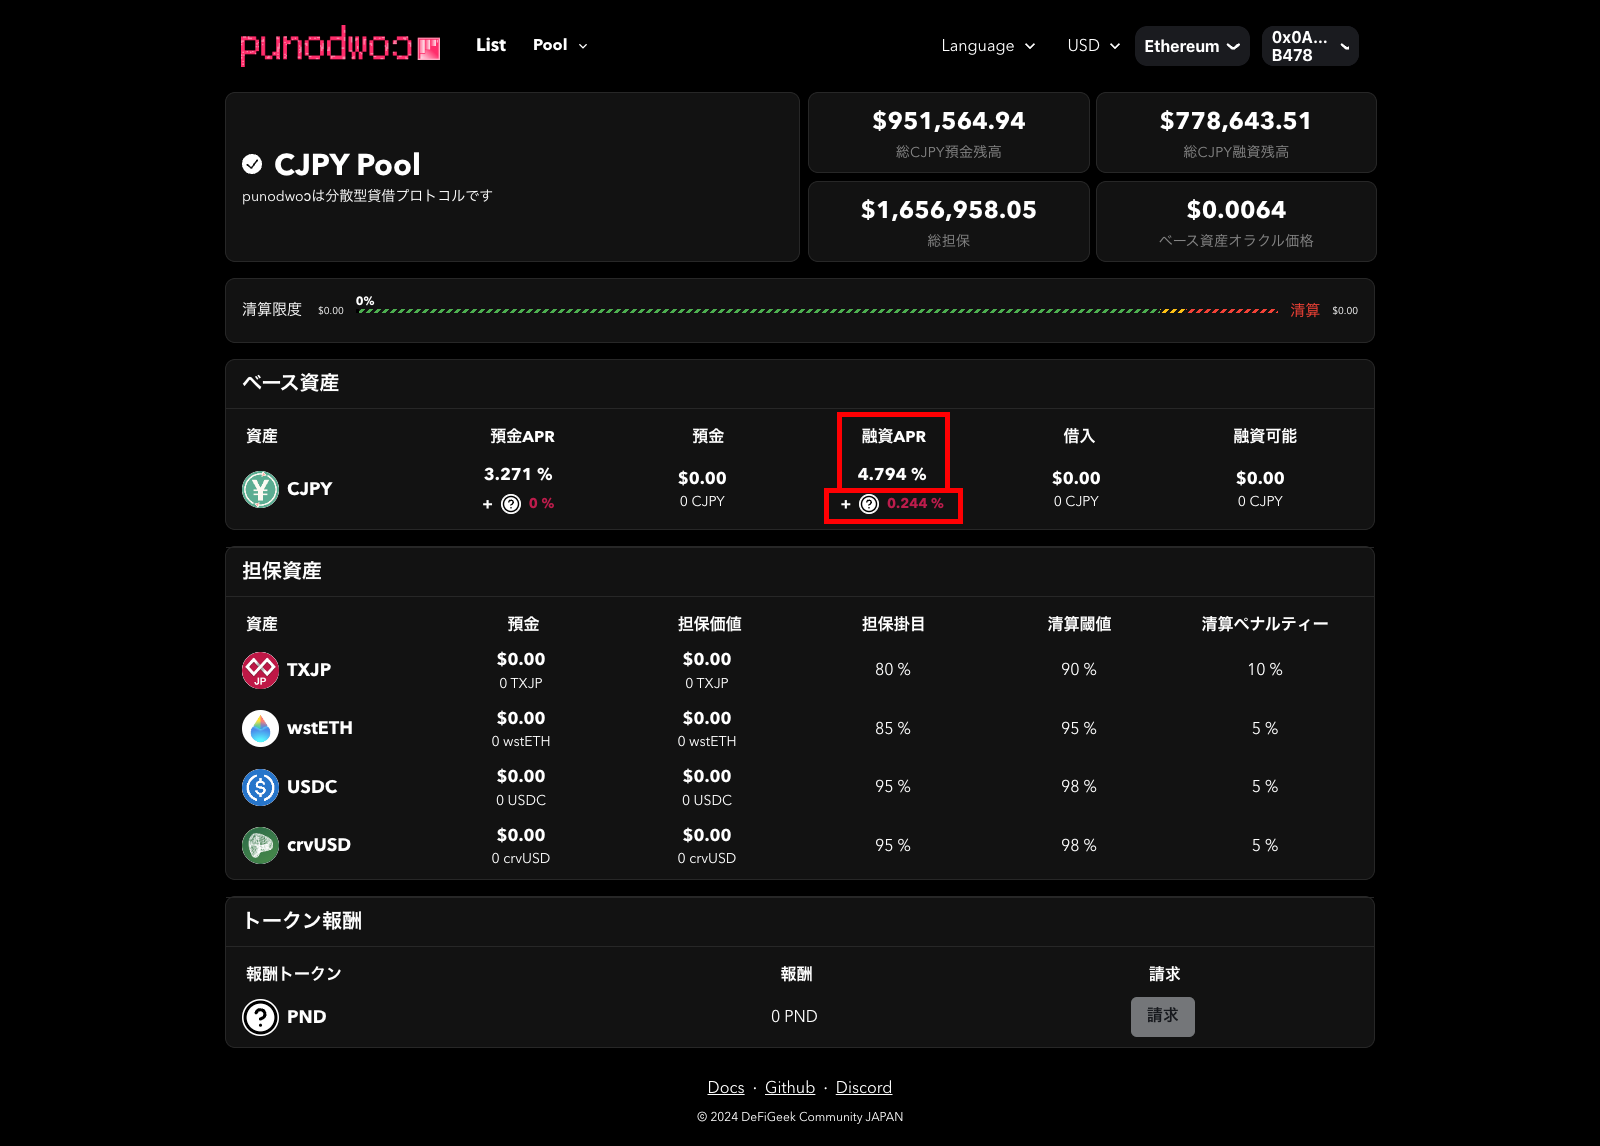 punodwoɔ List Pool Language USD Ethereum 0x0A...
B478
CJPY Pool
punodwoɔは分散型貸借プロトコルです
$951,564.94
総CJPY預金残高
$778,643.51
総CJPY融資残高
$1,656,958.05
総担保
$0.0064
ベース資産オラクル価格
清算限度 $0.00 0% 清算 $0.00
ベース資産
資産 預金APR 預金 融資APR 借入 融資可能
CJPY 3.271 % $0.00 4.794 % $0.00 $0.00
+ 0 % 0 CJPY + 0.244 % 0 CJPY 0 CJPY
担保資産
資産 預金 担保価値 担保掛目 清算閾値 清算ペナルティー
JP TXJP $0.00 $0.00 80 % 90 % 10 %
0 TXJP 0 TXJP
wstETH $0.00 $0.00 85 % 95 % 5 %
0 wstETH 0 wstETH
USDC $0.00 $0.00 95 % 98 % 5 %
0 USDC 0 USDC
crvUSD $0.00 $0.00 95 % 98 % 5 %
0 crvUSD 0 crvUSD
トークン報酬
報酬トークン 報酬 請求
PND 0 PND 請求
Docs · Github · Discord
© 2024 DeFiGeek Community JAPAN